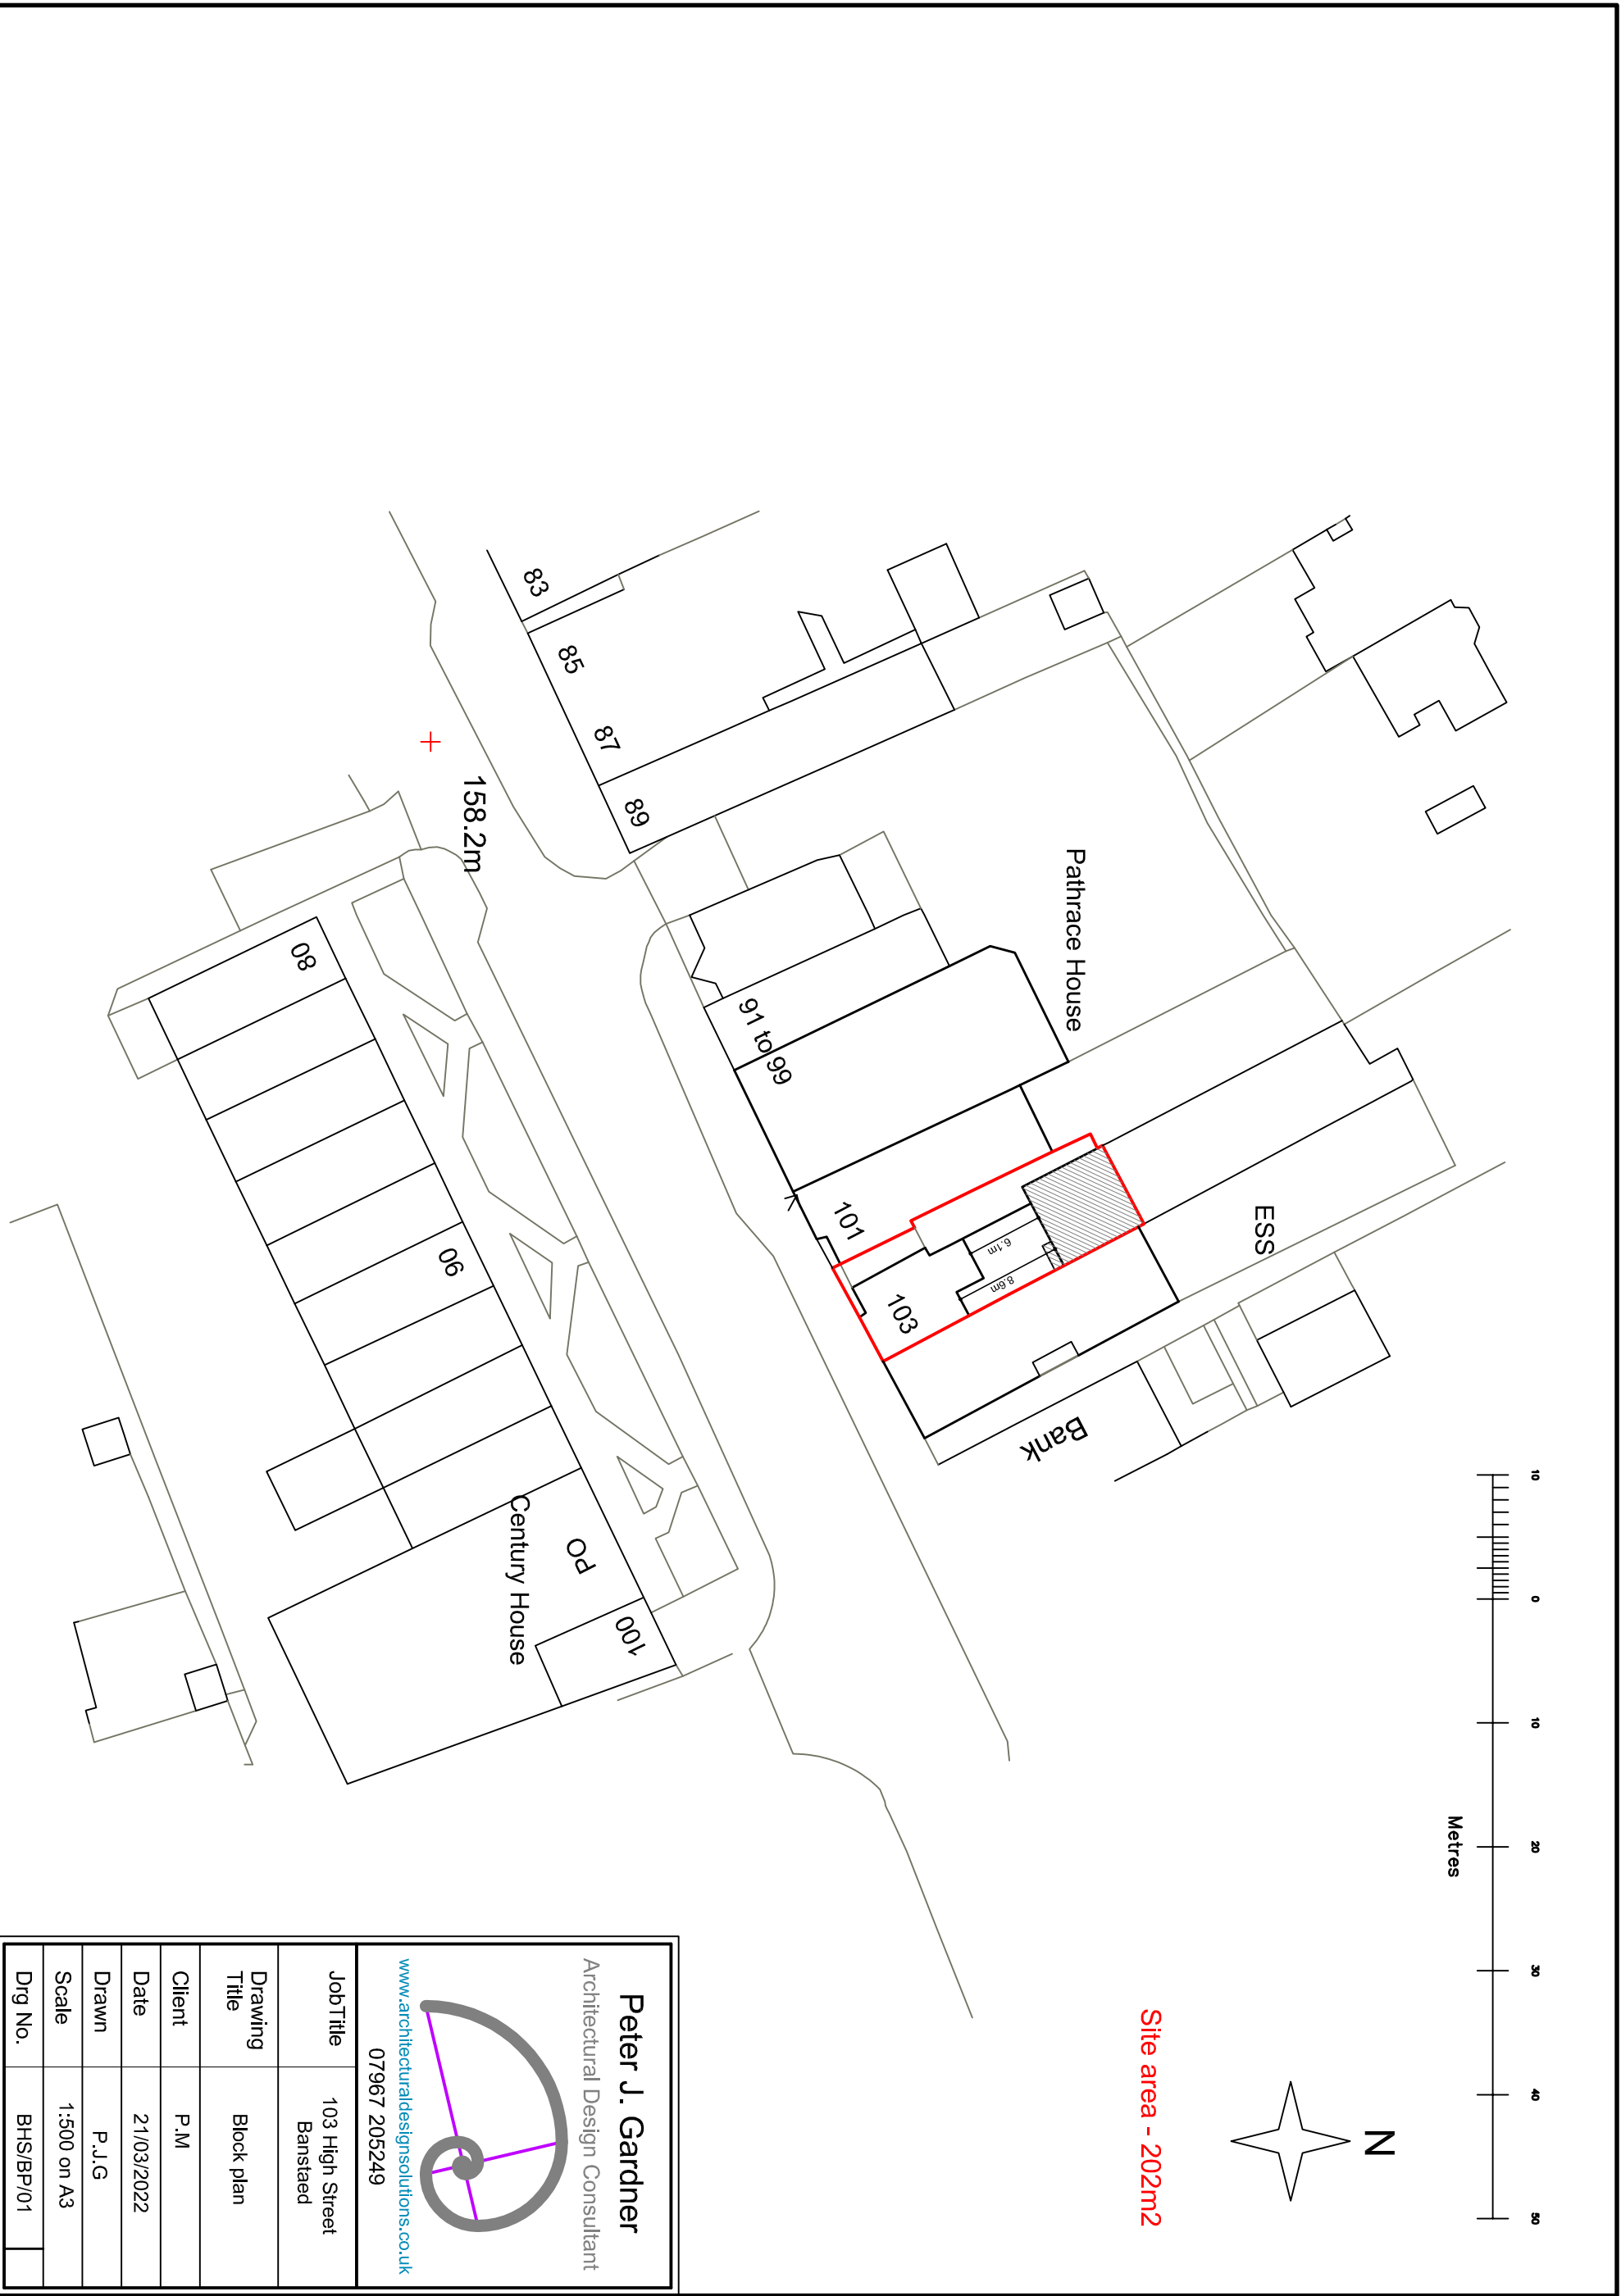 N
Site area - 202m2
10
0
10
20
30
40
50
Metres
Pathrace House
ESS
83
85
87
89
91 to 99
101
103
6.1m
8.6m
Bank
158.2m
80
90
PO
Century House
100
Peter J. Gardner
Architectural Design Consultant
www.architecturaldesignsolutions.co.uk
07967 205249
Job Title
103 High Street
Banstaed
Drawing
Title
Block plan
Client
P.M
Date
21/03/2022
Drawn
P.J.G
Scale
1:500 on A3
Drg No.
BHS/BP/01